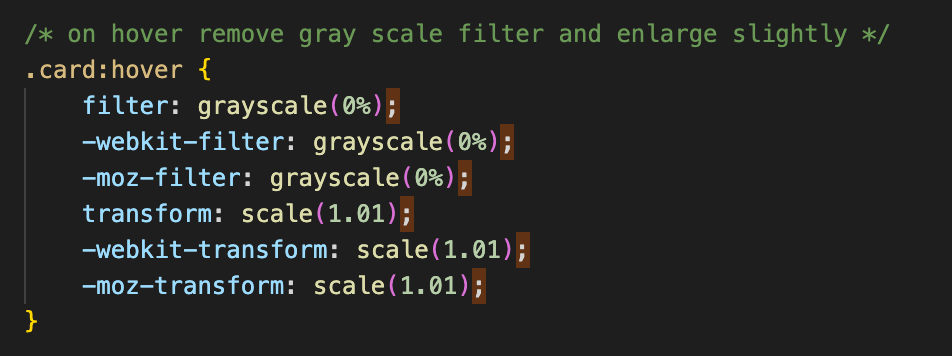 /* on hover remove gray scale filter and enlarge slightly */
.card:hover {
    filter: grayscale(0%);
    -webkit-filter: grayscale(0%);
    -moz-filter: grayscale(0%);
    transform: scale(1.01);
    -webkit-transform: scale(1.01);
    -moz-transform: scale(1.01);
}